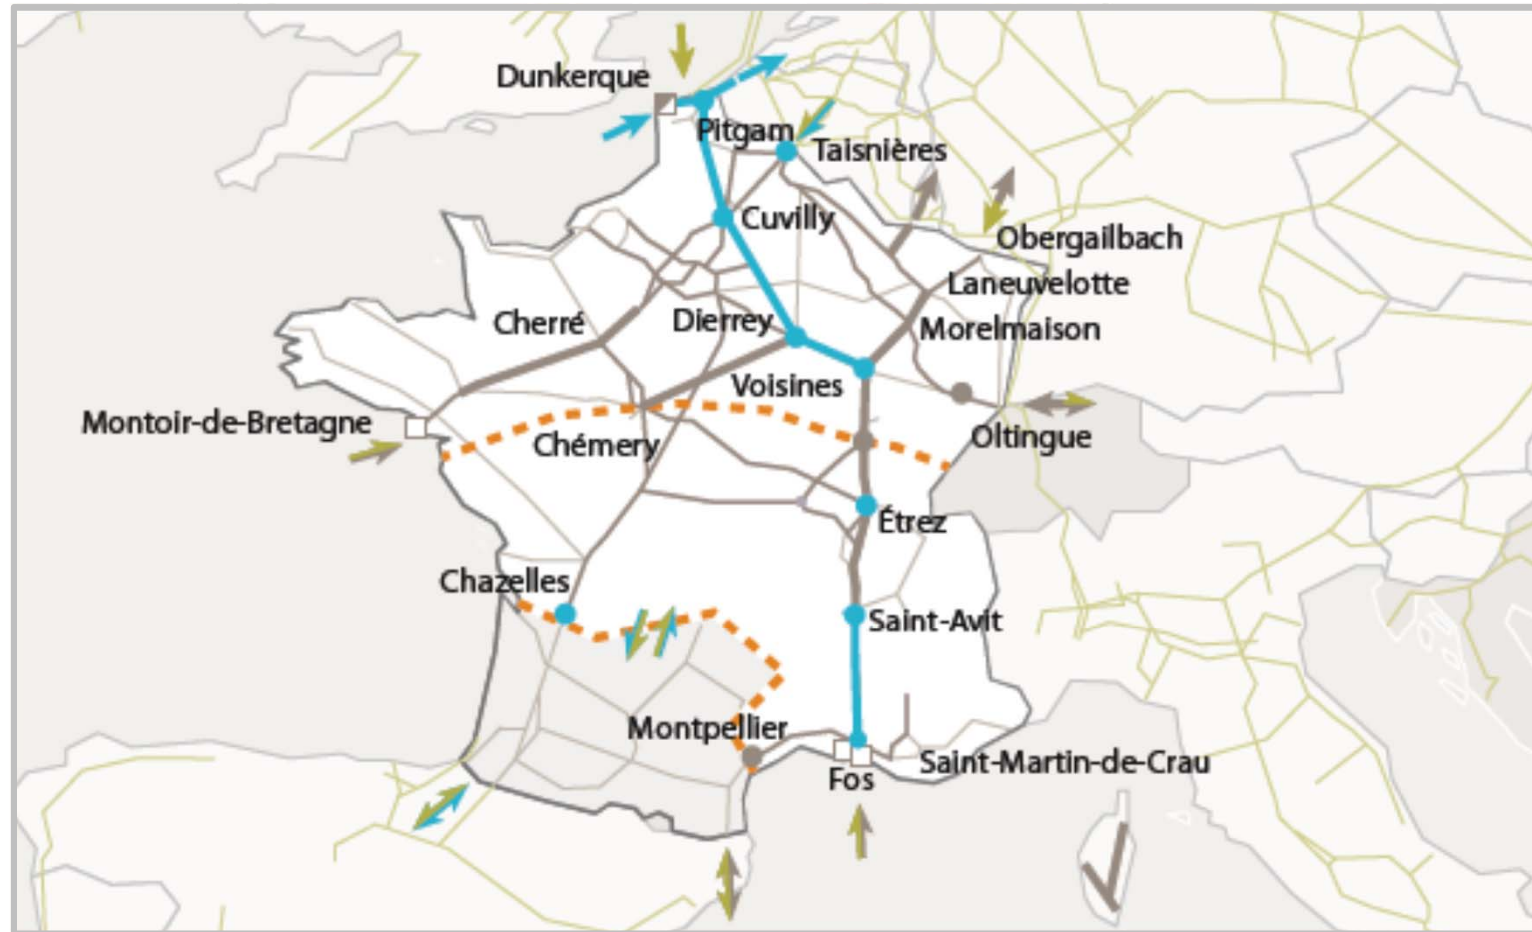 Dunkerque
Pitgam
Taisnières
Cuvilly
Obergailbach
Laneuvelotte
Cherré
Dierrey
Morelmaison
Voisines
Montoir-de-Bretagne
Chémery
Oltingue
Étrez
Chazelles
Saint-Avit
Montpellier
Saint-Martin-de-Crau
Fos